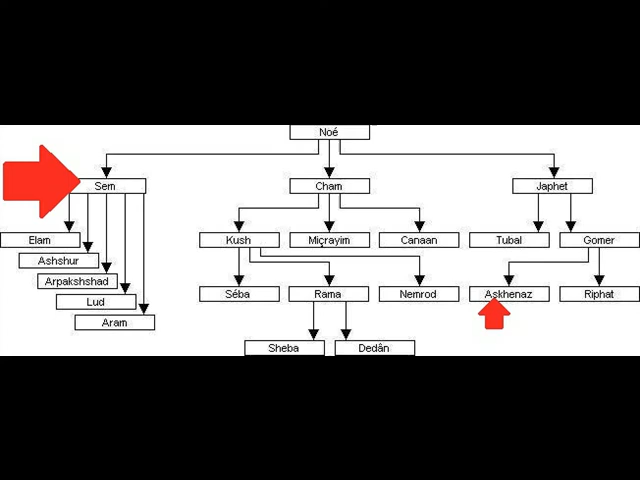 Noé
Sem
Cham
Japhet
Elam
Kush
Miçrayim
Canaan
Tubal
Gomer
Ashshur
Arpakshshad
Lud
Aram
Séba
Rama
Nemrod
Askhenaz
Riphat
Sheba
Dedân